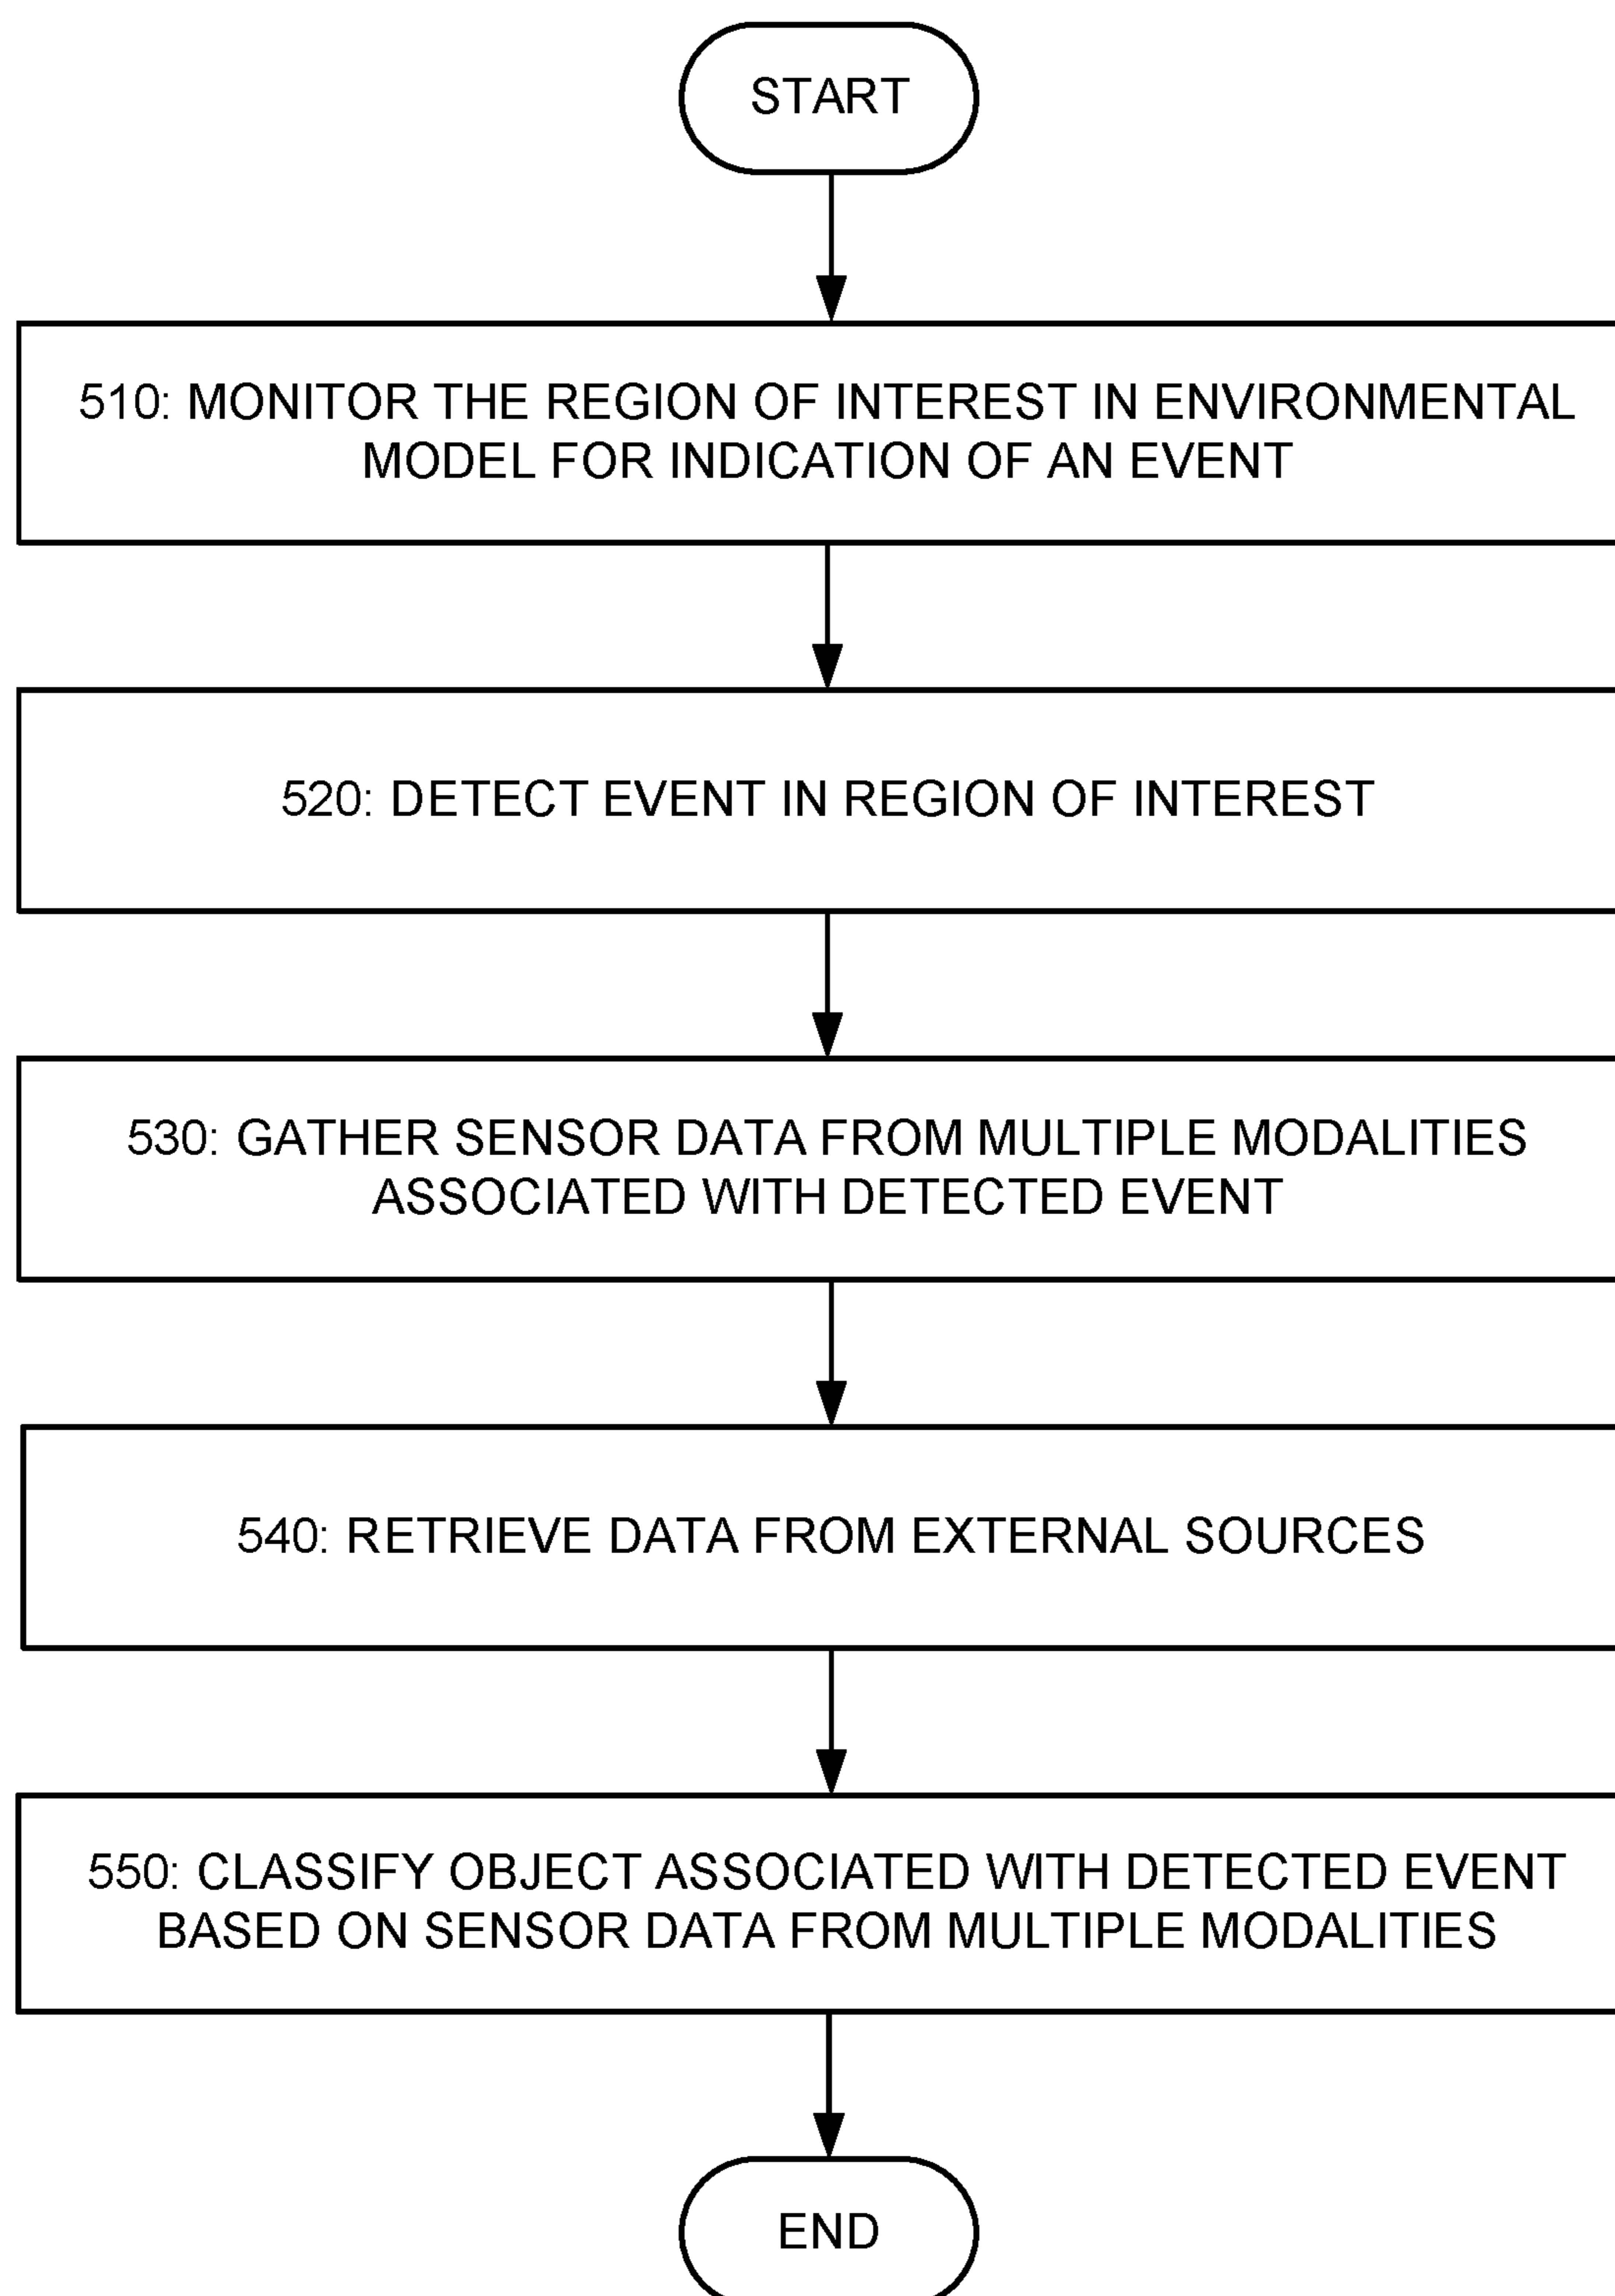 START
510: MONITOR THE REGION OF INTEREST IN ENVIRONMENTAL
MODEL FOR INDICATION OF AN EVENT
520: DETECT EVENT IN REGION OF INTEREST
530: GATHER SENSOR DATA FROM MULTIPLE MODALITIES
ASSOCIATED WITH DETECTED EVENT
540: RETRIEVE DATA FROM EXTERNAL SOURCES
550: CLASSIFY OBJECT ASSOCIATED WITH DETECTED EVENT
BASED ON SENSOR DATA FROM MULTIPLE MODALITIES
END